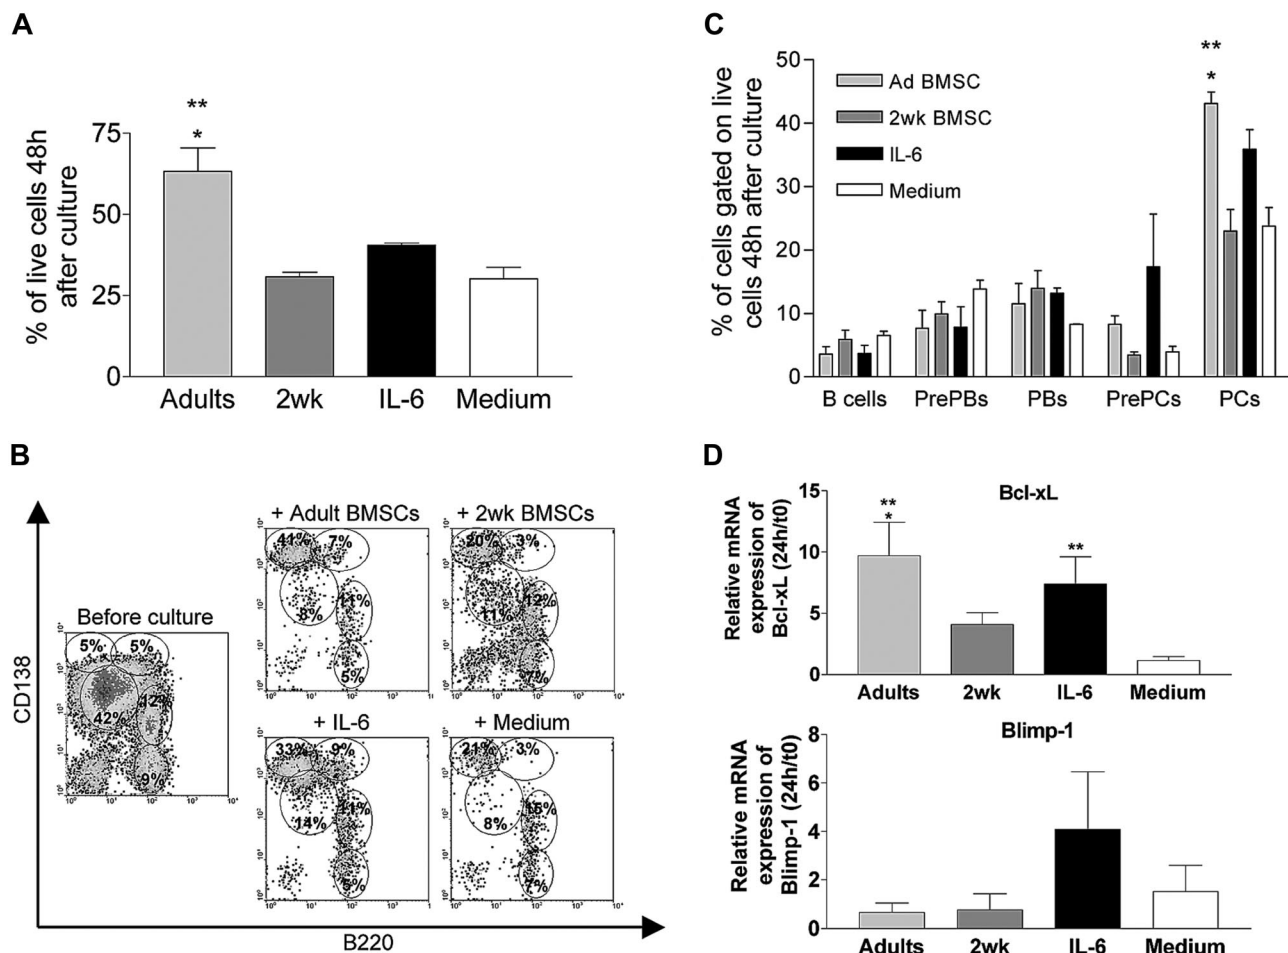 A
% of live cells 48h
after culture
**
*
75
50
25
0
Adults 2wk IL-6 Medium
C
% of cells gated on live
cells 48h after culture
50
40
30
20
10
0
Ad BMSC
2wk BMSC
IL-6
Medium
**
*
B cells PrePBs PBs PrePCs PCs
B
CD138
B220
Before culture
5% 5%
12%
42%
9%
+ Adult BMSCs
41% 7%
11%
8%
5%
+ 2wk BMSCs
20% 3%
12%
11%
7%
+ IL-6
33% 9%
11%
14%
5%
+ Medium
21% 3%
15%
8%
7%
D
Bcl-xL
Relative mRNA
expression of
Bcl-xL (24h/t0)
15
10
5
0
**
*
**
Adults 2wk IL-6 Medium
Blimp-1
Relative mRNA
expression of
Blimp-1 (24h/t0)
8
6
4
2
0
Adults 2wk IL-6 Medium